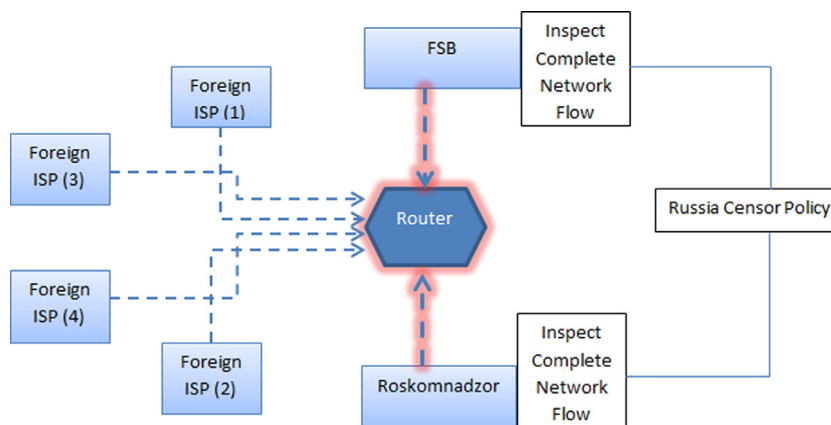 FSB
Inspect
Complete
Network
Flow
Foreign
ISP (1)
Foreign
ISP (3)
Router
Russia Censor Policy
Foreign
ISP (4)
Foreign
ISP (2)
Roskomnadzor
Inspect
Complete
Network
Flow